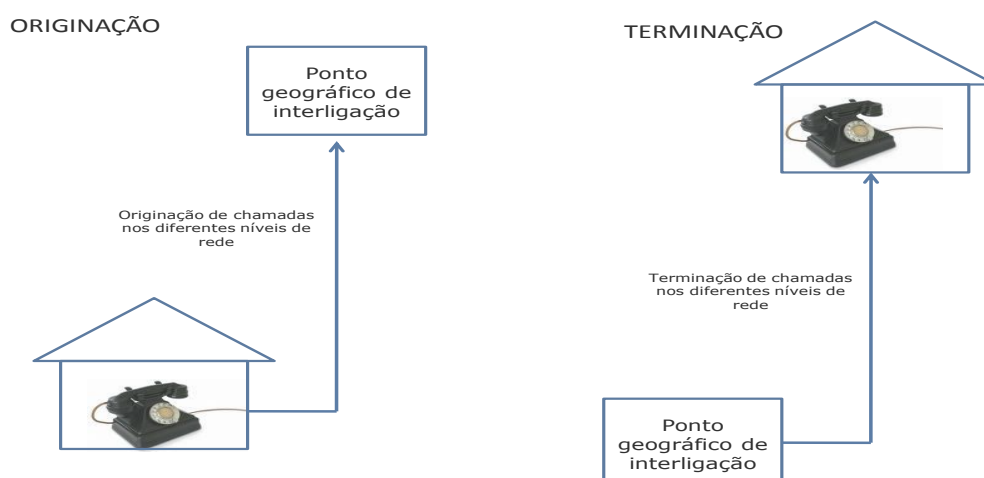 ORIGINAÇÃO
Ponto
geográfico de
interligação
Originação de chamadas
nos diferentes níveis de
rede
TERMINAÇÃO
Terminação de chamadas
nos diferentes níveis de
rede
Ponto
geográfico de
interligação